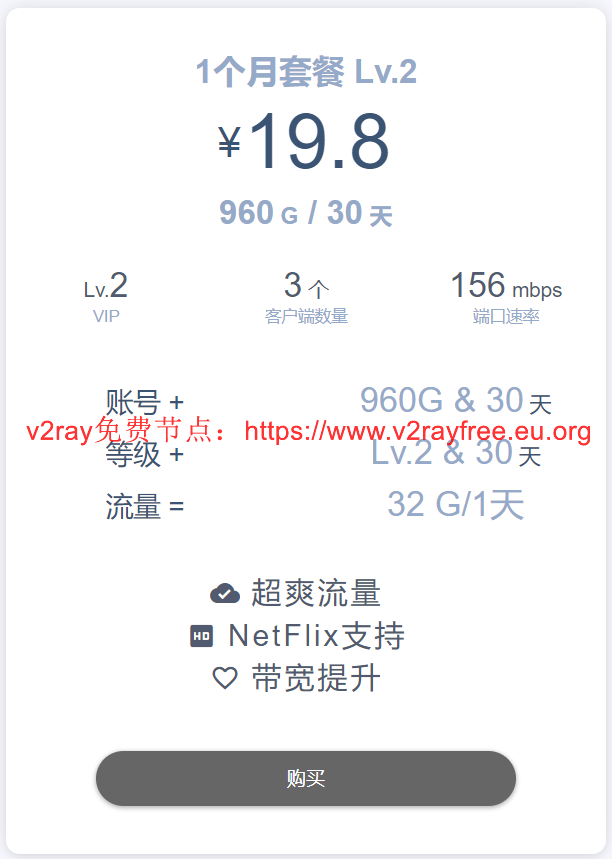 1个月套餐 Lv.2
¥19.8
960 G / 30 天
Lv.2 3 个 156 mbps
VIP 客户端数量 端口速率
账号 + 960G & 30 天
v2ray免费节点：https://www.v2rayfree.eu.org
等级 + Lv.2 & 30 天
流量 = 32 G/1天
超爽流量
HD NetFlix支持
带宽提升
购买